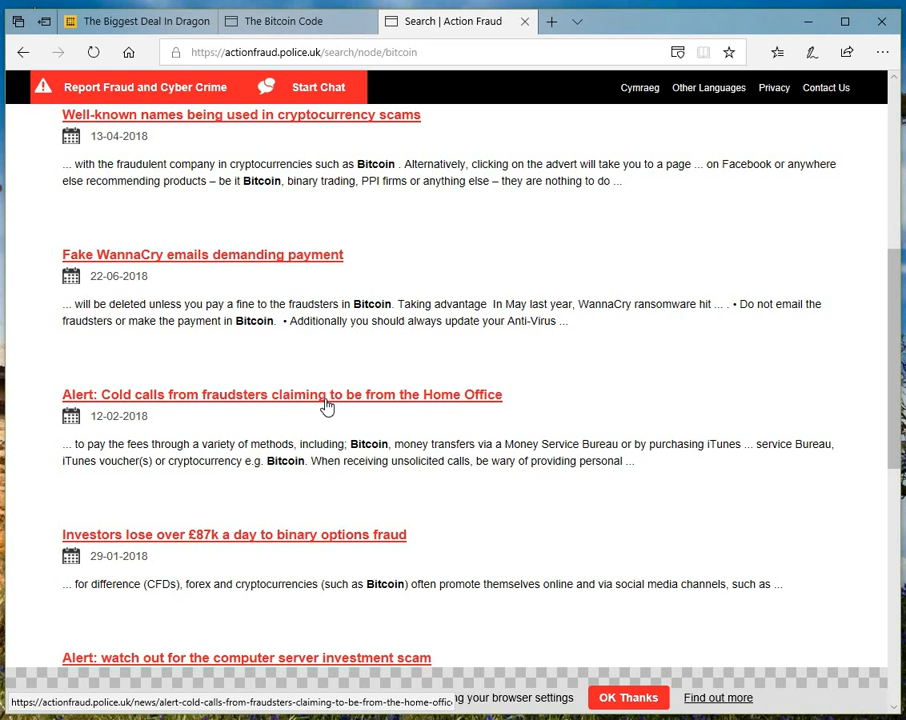 The Biggest Deal In Dragon
The Bitcoin Code
Search | Action Fraud
https://actionfraud.police.uk/search/node/bitcoin
Report Fraud and Cyber Crime
Start Chat
Cymraeg
Other Languages
Privacy
Contact Us
Well-known names being used in cryptocurrency scams
13-04-2018
... with the fraudulent company in cryptocurrencies such as Bitcoin . Alternatively, clicking on the advert will take you to a page ... on Facebook or anywhere
else recommending products – be it Bitcoin, binary trading, PPI firms or anything else – they are nothing to do ...
Fake WannaCry emails demanding payment
22-06-2018
... will be deleted unless you pay a fine to the fraudsters in Bitcoin. Taking advantage  In May last year, WannaCry ransomware hit ... . • Do not email the
fraudsters or make the payment in Bitcoin.  • Additionally you should always update your Anti-Virus ...
Alert: Cold calls from fraudsters claiming to be from the Home Office
12-02-2018
... to pay the fees through a variety of methods, including; Bitcoin, money transfers via a Money Service Bureau or by purchasing iTunes ... service Bureau,
iTunes voucher(s) or cryptocurrency e.g. Bitcoin. When receiving unsolicited calls, be wary of providing personal ...
Investors lose over £87k a day to binary options fraud
29-01-2018
... for difference (CFDs), forex and cryptocurrencies (such as Bitcoin) often promote themselves online and via social media channels, such as ...
Alert: watch out for the computer server investment scam
https://actionfraud.police.uk/news/alert-cold-calls-from-fraudsters-claiming-to-be-from-the-home-offic
ng your browser settings
OK Thanks
Find out more